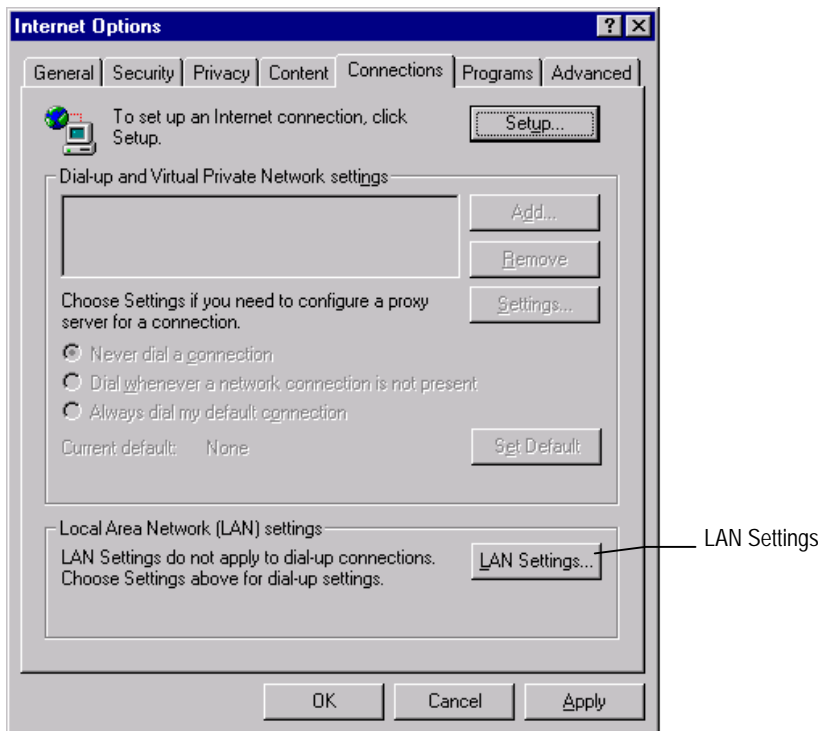 Internet Options
General Security Privacy Content Connections Programs Advanced
To set up an Internet connection, click
Setup.
Setup...
Dial-up and Virtual Private Network settings
Add...
Remove
Choose Settings if you need to configure a proxy
server for a connection.
Settings...
Never dial a connection
Dial whenever a network connection is not present
Always dial my default connection
Current default: None
Set Default
Local Area Network (LAN) settings
LAN Settings do not apply to dial-up connections.
Choose Settings above for dial-up settings.
LAN Settings...
LAN Settings
OK Cancel Apply